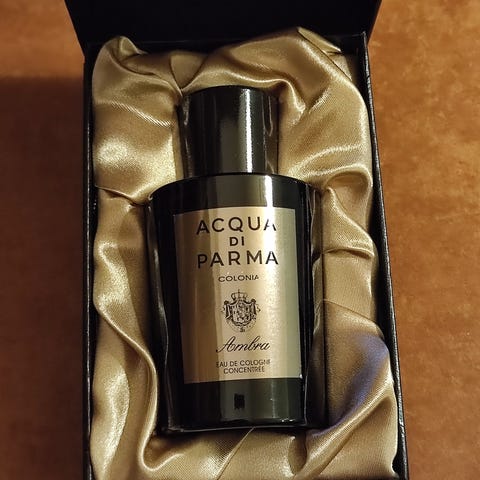 ACQUA
DI
PARMA
COLONIA
Ambra
EAU DE COLOGNE
CONCENTRÉE